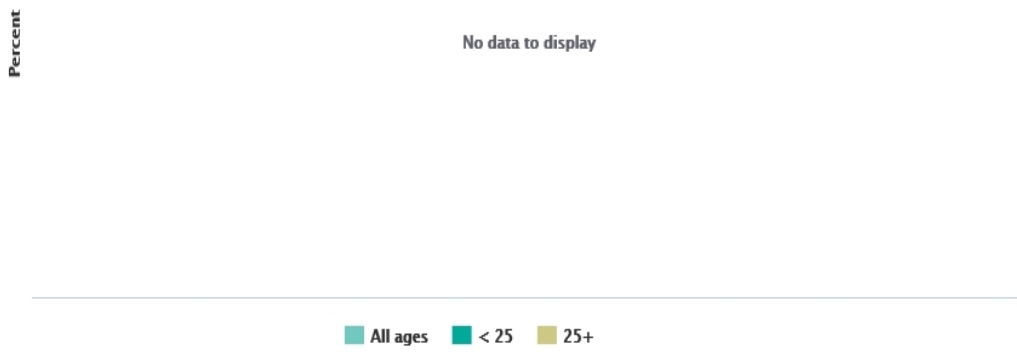 Percent
No data to display
All ages < 25 25+